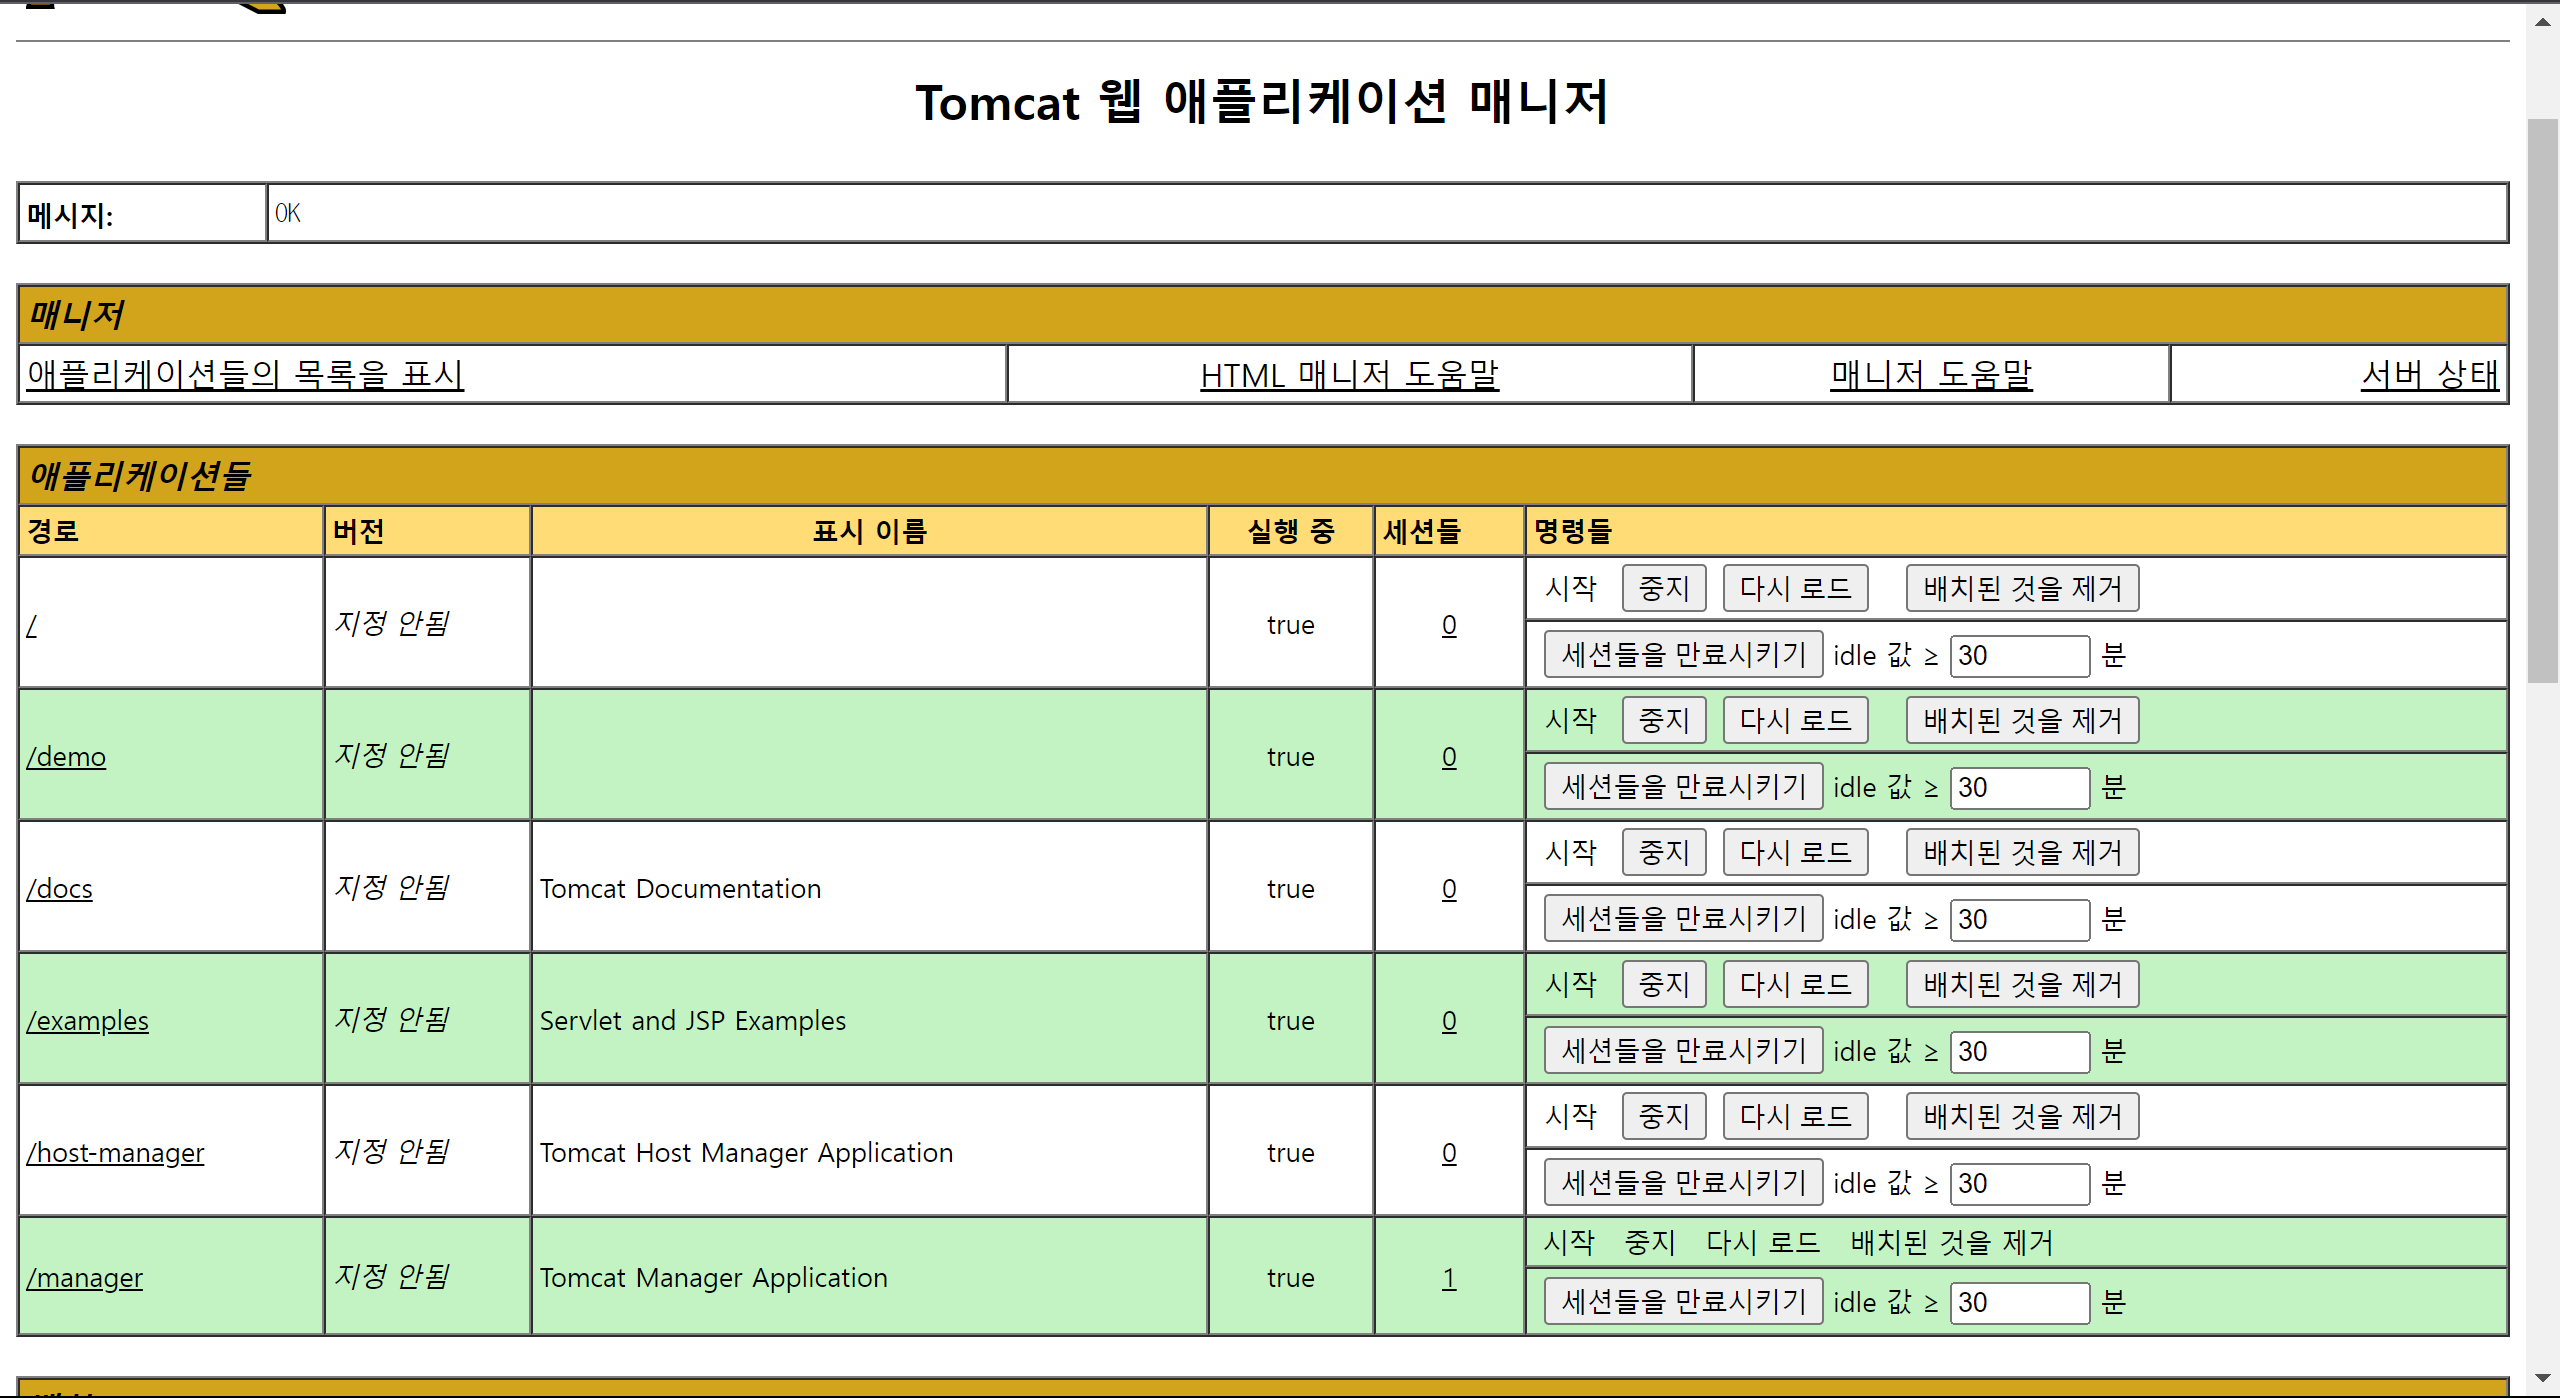 Tomcat 웹 애플리케이션 매니저
메시지: OK
매니저
애플리케이션들의 목록을 표시 HTML 매니저 도움말 매니저 도움말 서버 상태
애플리케이션들
경로 버전 표시 이름 실행 중 세션들 명령들
/ 지정 안됨 true 0 시작 중지 다시 로드 배치된 것을 제거
세션들을 만료시키기 idle 값 ≥ 30 분
/demo 지정 안됨 true 0 시작 중지 다시 로드 배치된 것을 제거
세션들을 만료시키기 idle 값 ≥ 30 분
/docs 지정 안됨 Tomcat Documentation true 0 시작 중지 다시 로드 배치된 것을 제거
세션들을 만료시키기 idle 값 ≥ 30 분
/examples 지정 안됨 Servlet and JSP Examples true 0 시작 중지 다시 로드 배치된 것을 제거
세션들을 만료시키기 idle 값 ≥ 30 분
/host-manager 지정 안됨 Tomcat Host Manager Application true 0 시작 중지 다시 로드 배치된 것을 제거
세션들을 만료시키기 idle 값 ≥ 30 분
/manager 지정 안됨 Tomcat Manager Application true 1 시작 중지 다시 로드 배치된 것을 제거
세션들을 만료시키기 idle 값 ≥ 30 분